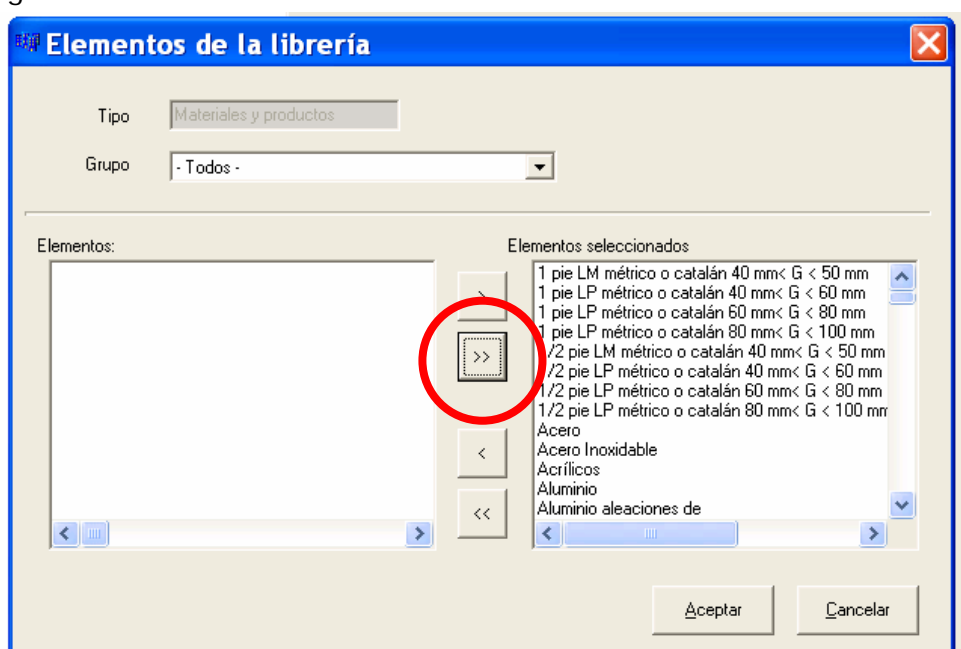 Elementos de la librería
Tipo Materiales y productos
Grupo - Todos -
Elementos:
Elementos seleccionados
>
>>
<
<<
1 pie LM métrico o catalán 40 mm< G < 50 mm
1 pie LP métrico o catalán 40 mm< G < 60 mm
1 pie LP métrico o catalán 60 mm< G < 80 mm
1 pie LP métrico o catalán 80 mm< G < 100 mm
1/2 pie LM métrico o catalán 40 mm< G < 50 mm
1/2 pie LP métrico o catalán 40 mm< G < 60 mm
1/2 pie LP métrico o catalán 60 mm< G < 80 mm
1/2 pie LP métrico o catalán 80 mm< G < 100 mm
Acero
Acero Inoxidable
Acrílicos
Aluminio
Aluminio aleaciones de
Aceptar Cancelar